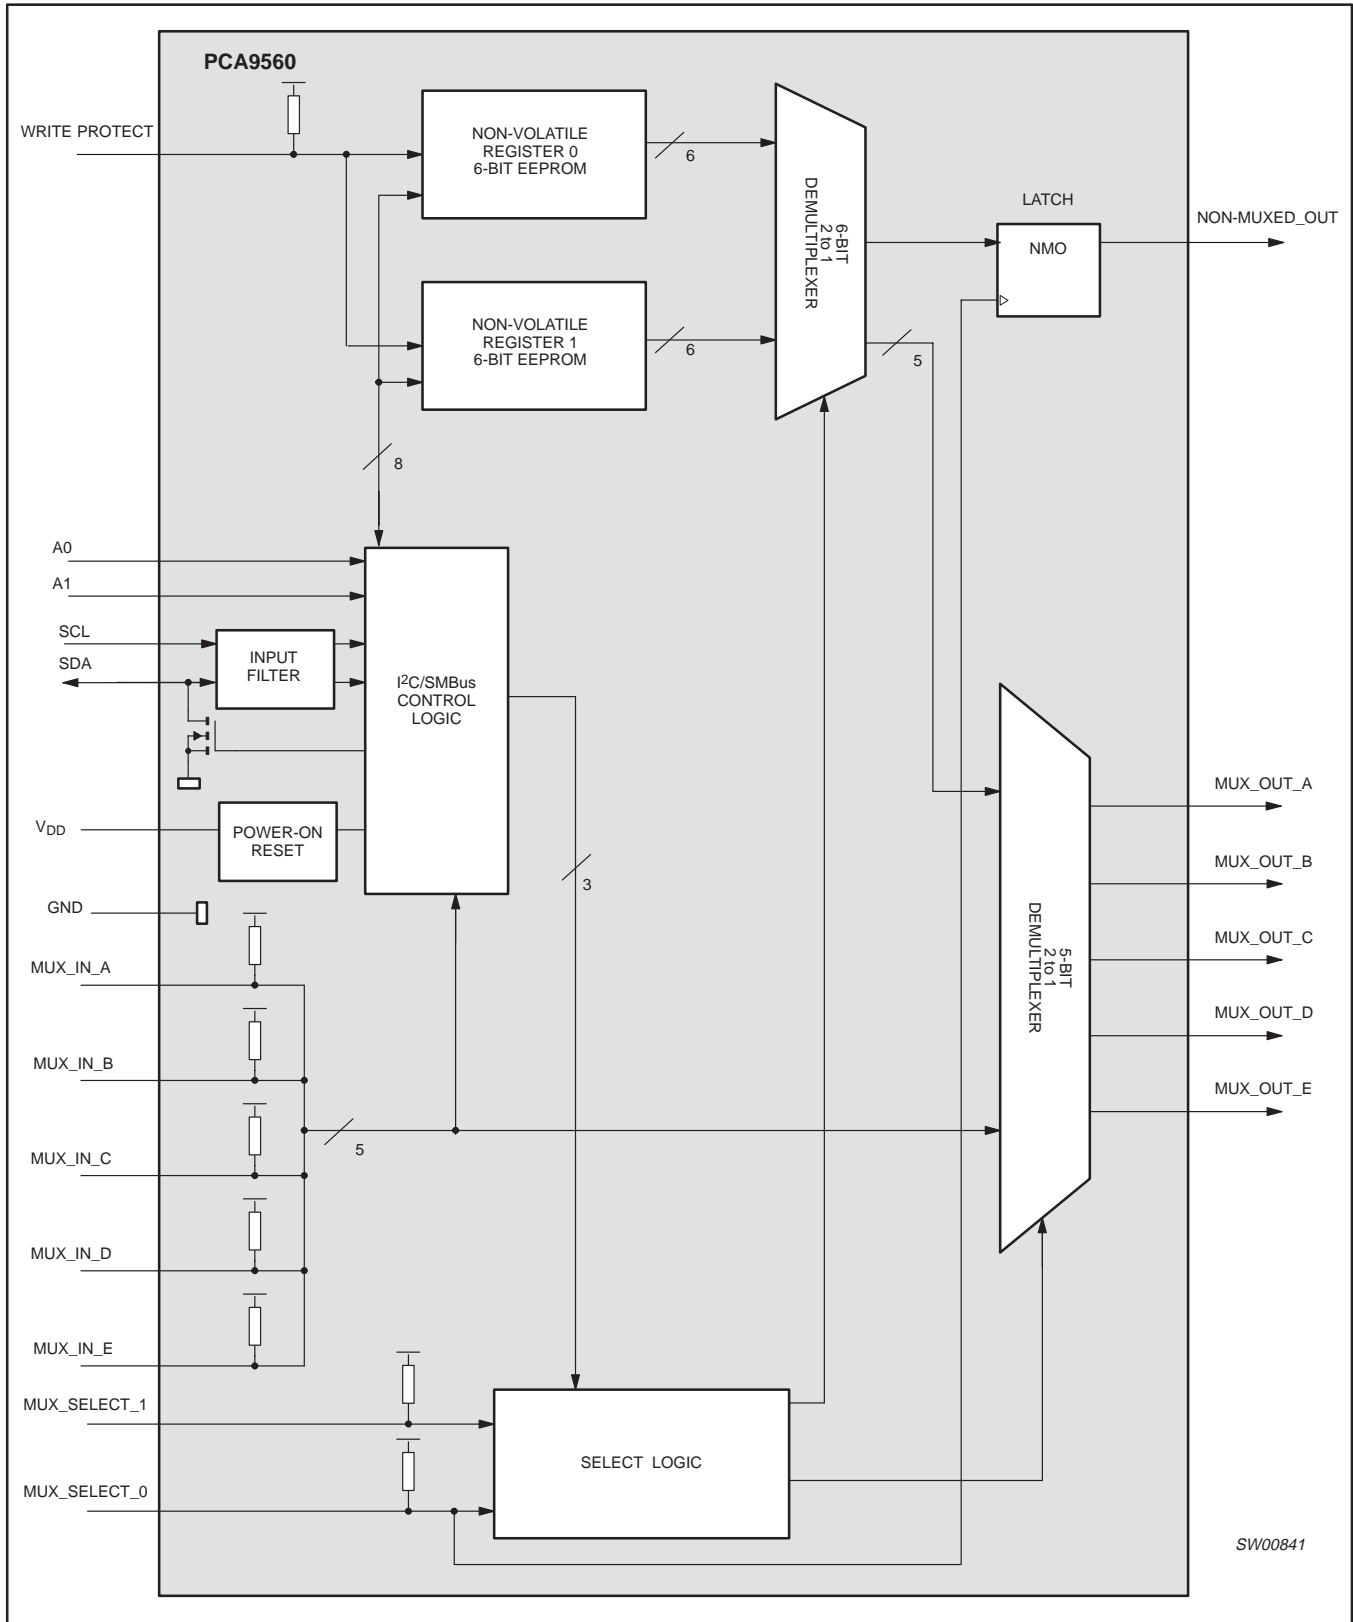 PCA9560
WRITE PROTECT
NON-VOLATILE
REGISTER 0
6-BIT EEPROM
6
6-BIT
2 to 1
DEMULTIPLEXER
LATCH
NMO
NON-MUXED_OUT
NON-VOLATILE
REGISTER 1
6-BIT EEPROM
6
5
8
A0
A1
SCL
SDA
INPUT
FILTER
I²C/SMBus
CONTROL
LOGIC
VDD
POWER-ON
RESET
3
GND
MUX_IN_A
MUX_IN_B
MUX_IN_C
MUX_IN_D
MUX_IN_E
5
5-BIT
2 to 1
DEMULTIPLEXER
MUX_OUT_A
MUX_OUT_B
MUX_OUT_C
MUX_OUT_D
MUX_OUT_E
MUX_SELECT_1
MUX_SELECT_0
SELECT LOGIC
SW00841